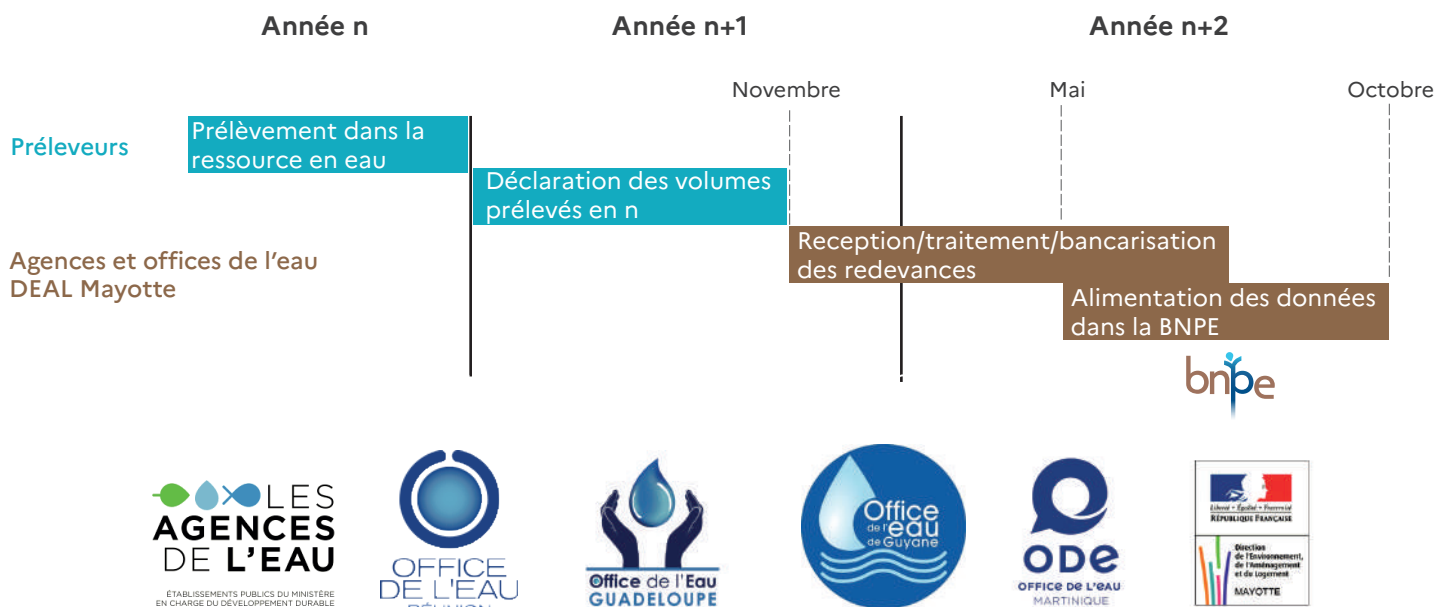 Année n
Année n+1
Année n+2
Novembre
Mai
Octobre
Préleveurs
Prélèvement dans la
ressource en eau
Déclaration des volumes
prélevés en n
Agences et offices de l'eau
DEAL Mayotte
Reception/traitement/bancarisation
des redevances
Alimentation des données
dans la BNPE
bnpe
LES
AGENCES
DE L'EAU
ÉTABLISSEMENTS PUBLICS DU MINISTÈRE
EN CHARGE DU DÉVELOPPEMENT DURABLE
OFFICE
DE L'EAU
RÉUNION
Office de l'Eau
GUADELOUPE
Office
de l'eau
de Guyane
ODE
OFFICE DE L'EAU
MARTINIQUE
Liberté • Égalité • Fraternité
RÉPUBLIQUE FRANÇAISE
Direction
de l'Environnement,
de l'Aménagement
et du Logement
MAYOTTE